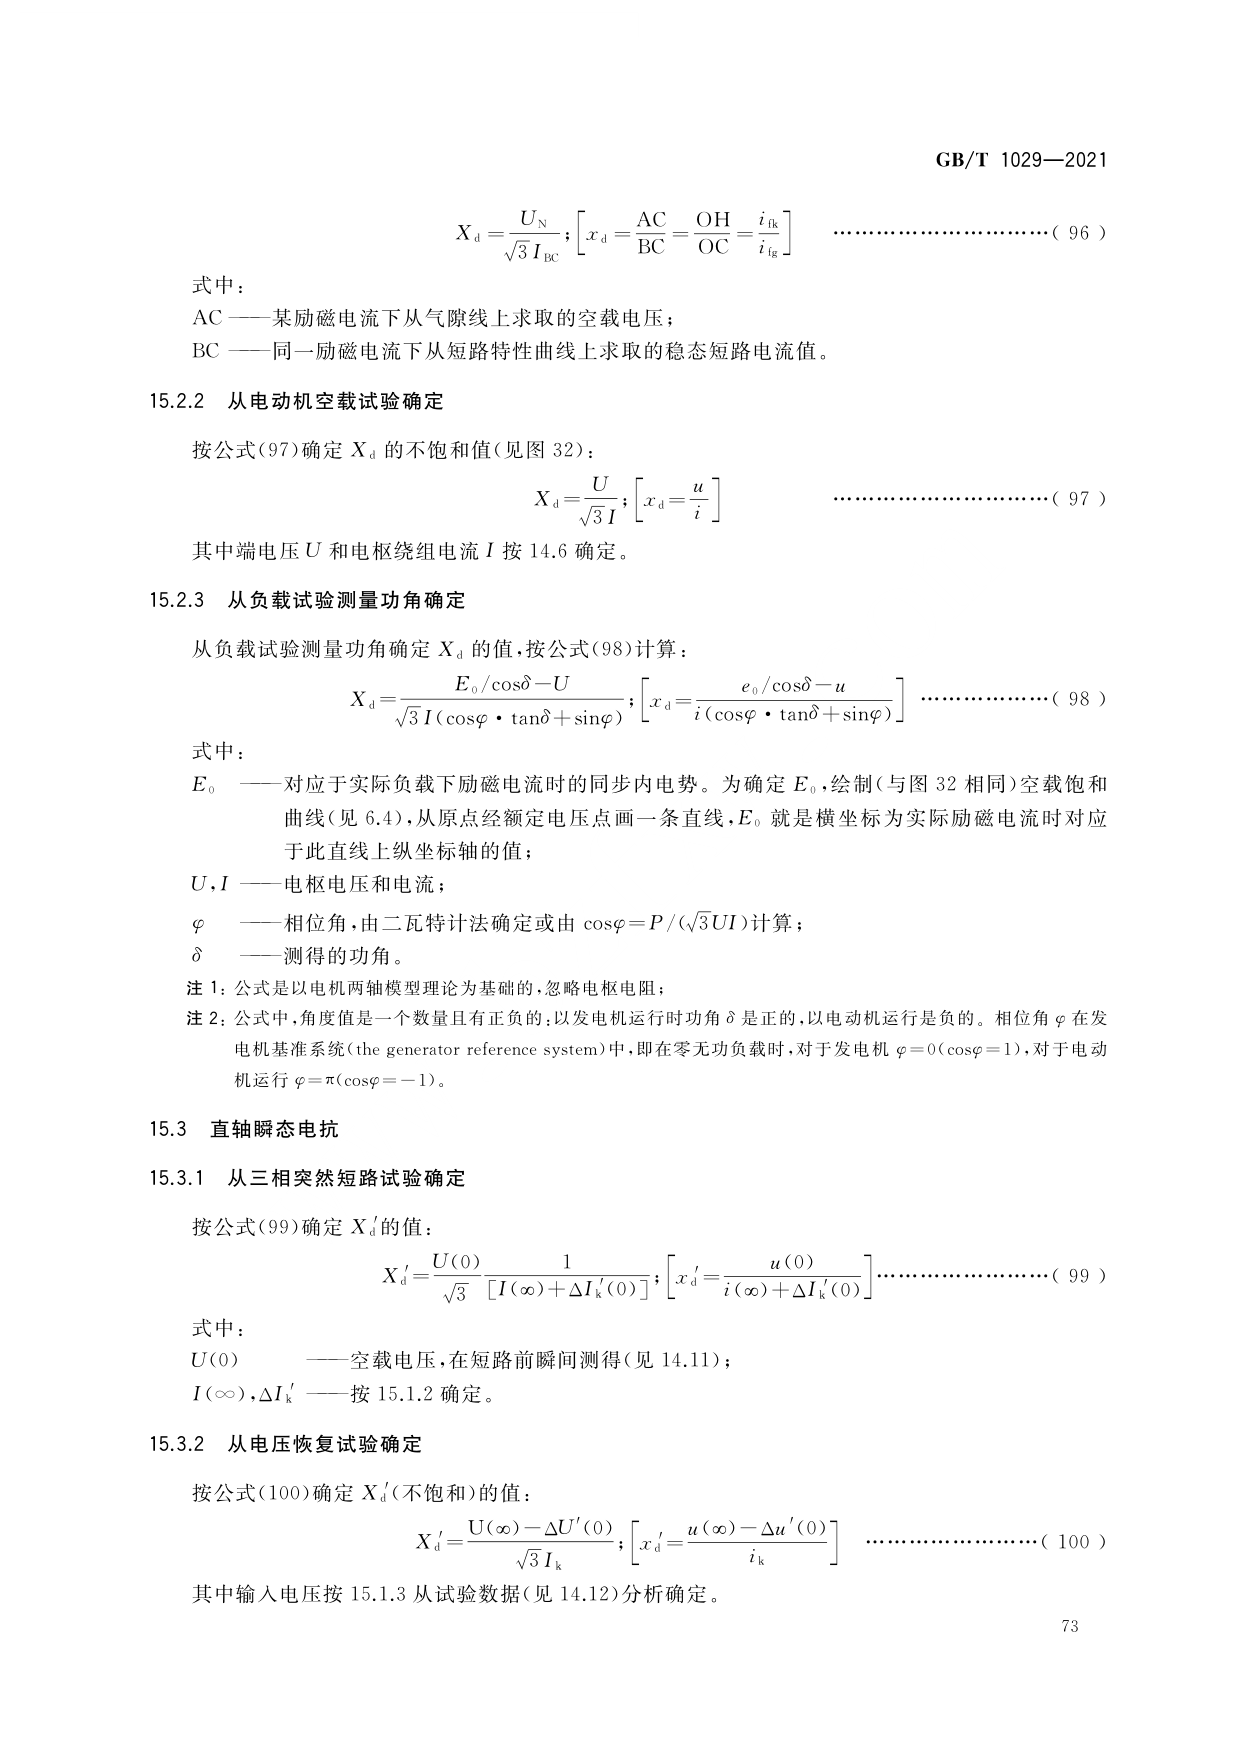 GB/T 1029—2021
X_d=U_N/(√3 I_BC);[x_d=AC/BC=OH/OC=i_fk/i_fg] …………………………( 96 )
式中:
AC ——某励磁电流下从气隙线上求取的空载电压;
BC ——同一励磁电流下从短路特性曲线上求取的稳态短路电流值。
15.2.2 从电动机空载试验确定
按公式(97)确定 X_d 的不饱和值(见图 32):
X_d=U/(√3 I);[x_d=u/i] …………………………( 97 )
其中端电压 U 和电枢绕组电流 I 按 14.6 确定。
15.2.3 从负载试验测量功角确定
从负载试验测量功角确定 X_d 的值,按公式(98)计算:
X_d=(E_0/cosδ−U)/(√3 I(cosφ·tanδ+sinφ));[x_d=(e_0/cosδ−u)/(i(cosφ·tanδ+sinφ))] ………………( 98 )
式中:
E_0 ——对应于实际负载下励磁电流时的同步内电势。为确定 E_0,绘制(与图 32 相同)空载饱和
曲线(见 6.4),从原点经额定电压点画一条直线,E_0 就是横坐标为实际励磁电流时对应
于此直线上纵坐标轴的值;
U,I ——电枢电压和电流;
φ ——相位角,由二瓦特计法确定或由 cosφ=P/(√3UI)计算;
δ ——测得的功角。
注 1: 公式是以电机两轴模型理论为基础的,忽略电枢电阻;
注 2: 公式中,角度值是一个数量且有正负的:以发电机运行时功角 δ 是正的,以电动机运行是负的。相位角 φ 在发
电机基准系统(the generator reference system)中,即在零无功负载时,对于发电机 φ=0(cosφ=1),对于电动
机运行 φ=π(cosφ=−1)。
15.3 直轴瞬态电抗
15.3.1 从三相突然短路试验确定
按公式(99)确定 X_d′的值:
X_d′=U(0)/√3 1/[I(∞)+ΔI_k′(0)];[x_d′=u(0)/(i(∞)+ΔI_k′(0))]……………………( 99 )
式中:
U(0) ——空载电压,在短路前瞬间测得(见 14.11);
I(∞),ΔI_k′ ——按 15.1.2 确定。
15.3.2 从电压恢复试验确定
按公式(100)确定 X_d′(不饱和)的值:
X_d′=(U(∞)−ΔU′(0))/(√3 I_k);[x_d′=(u(∞)−Δu′(0))/i_k] ……………………( 100 )
其中输入电压按 15.1.3 从试验数据(见 14.12)分析确定。
73